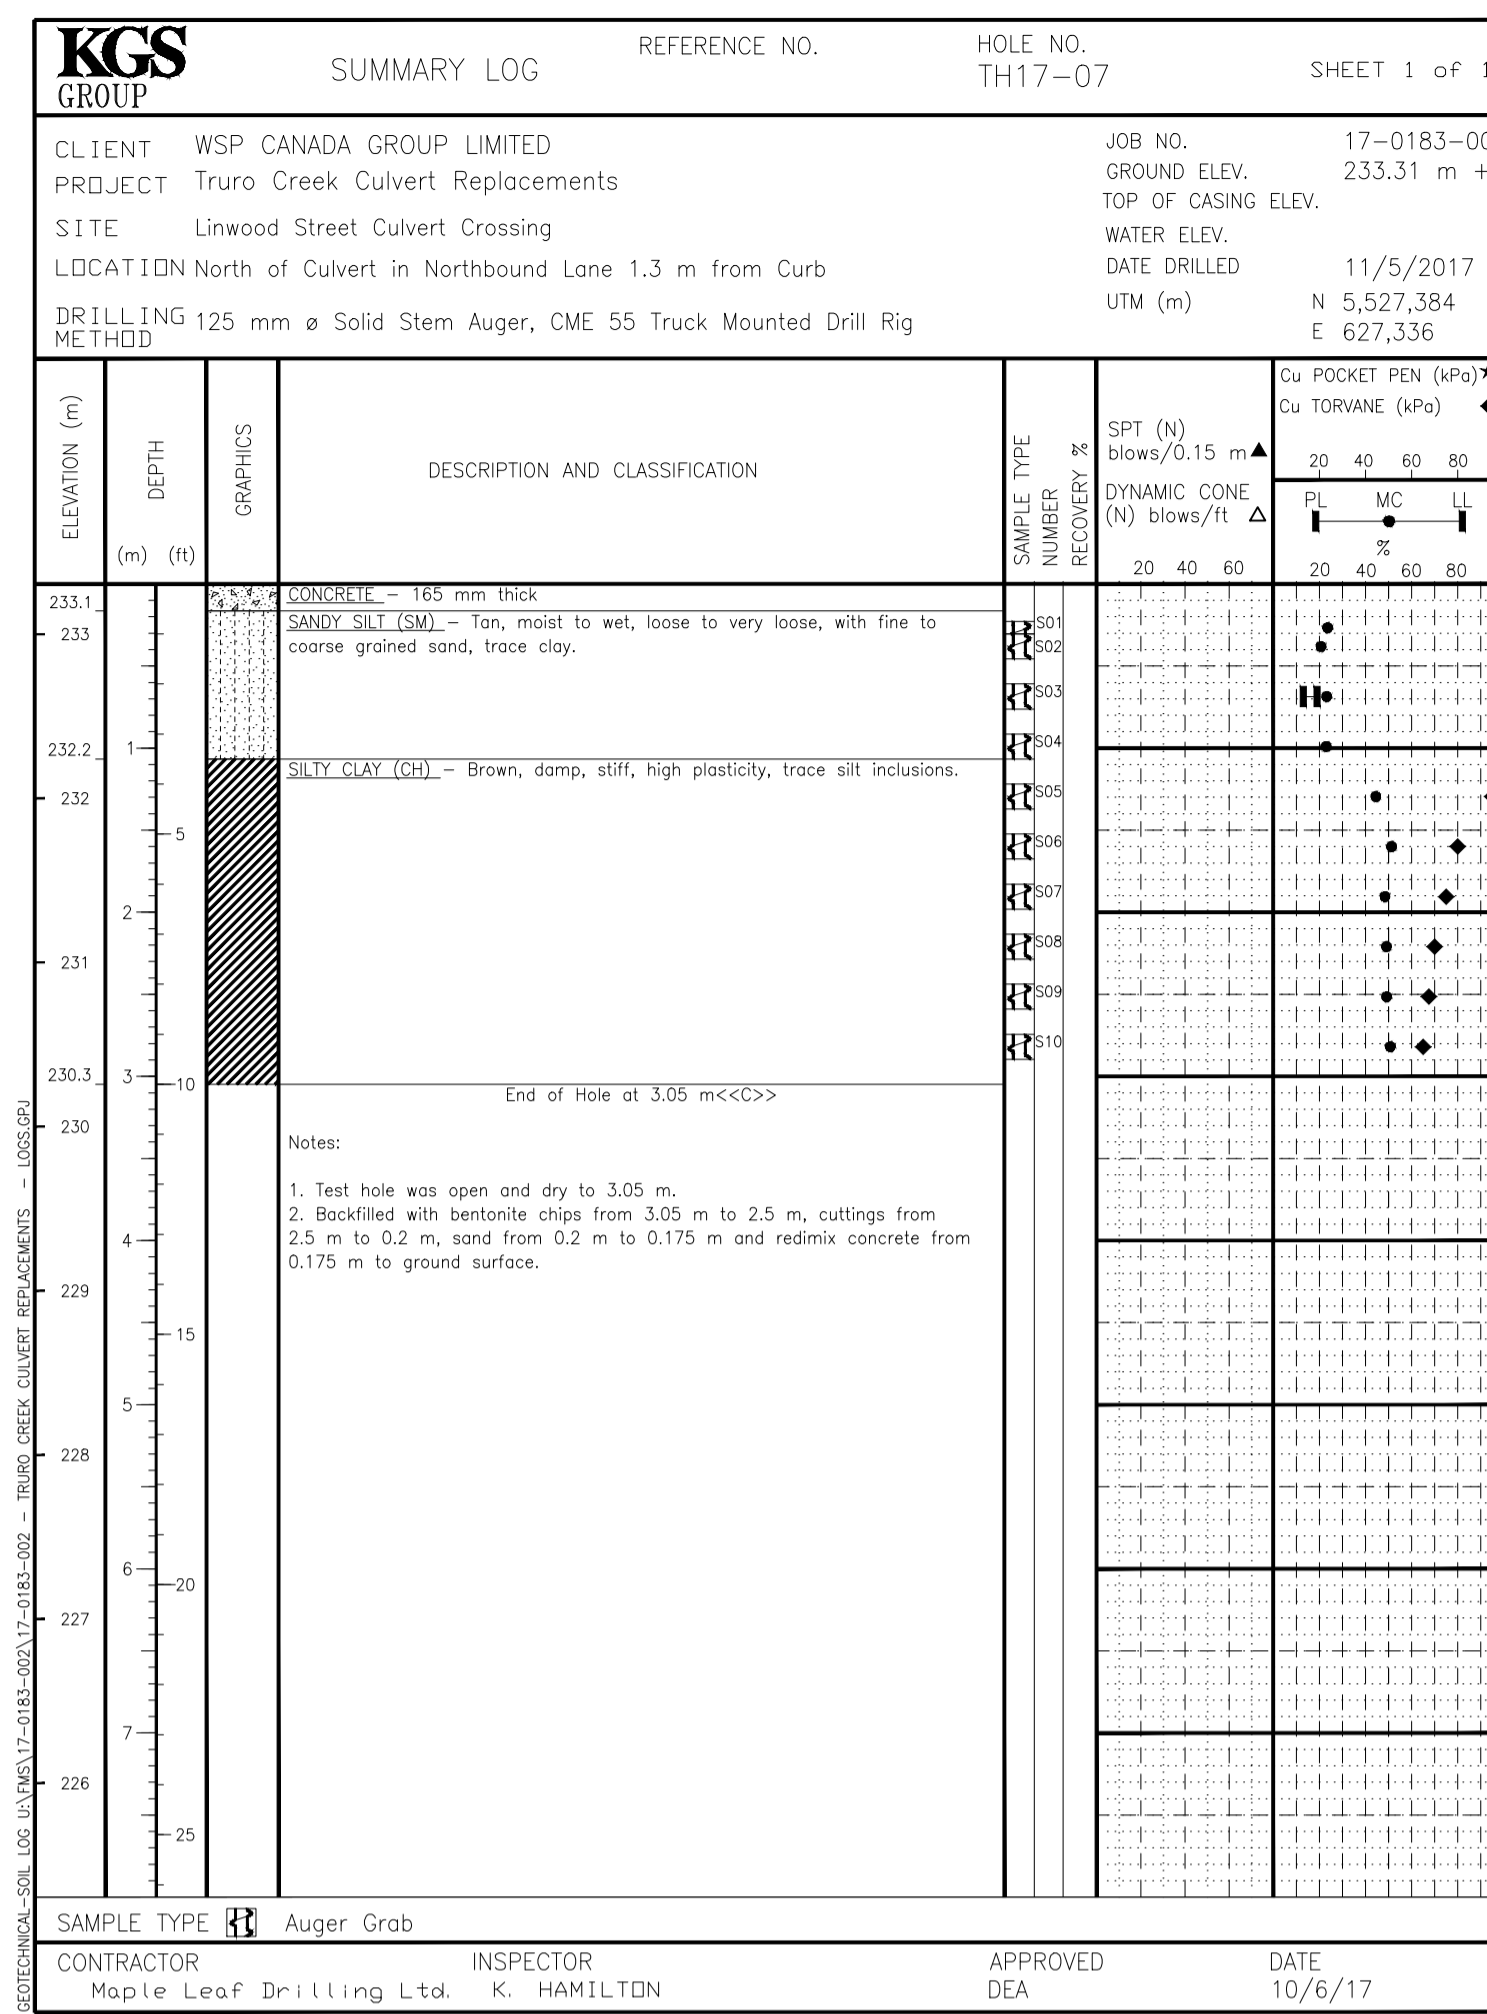 KGS
GROUP
SUMMARY LOG
REFERENCE NO.
HOLE NO.
TH17-07
SHEET 1 of 1
CLIENT WSP CANADA GROUP LIMITED
PROJECT Truro Creek Culvert Replacements
SITE Linwood Street Culvert Crossing
LOCATION North of Culvert in Northbound Lane 1.3 m from Curb
DRILLING METHOD 125 mm ø Solid Stem Auger, CME 55 Truck Mounted Drill Rig
JOB NO. 17-0183-00
GROUND ELEV. 233.31 m +
TOP OF CASING ELEV.
WATER ELEV.
DATE DRILLED 11/5/2017
UTM (m) N 5,527,384
E 627,336
ELEVATION (m)
DEPTH
(m) (ft)
GRAPHICS
DESCRIPTION AND CLASSIFICATION
SAMPLE TYPE
NUMBER
RECOVERY %
SPT (N)
blows/0.15 m ▲
DYNAMIC CONE
(N) blows/ft △
20 40 60
Cu POCKET PEN (kPa) ★
Cu TORVANE (kPa) ◆
20 40 60 80
PL MC LL
%
20 40 60 80
233.1
CONCRETE - 165 mm thick
233
SANDY SILT (SM) - Tan, moist to wet, loose to very loose, with fine to
coarse grained sand, trace clay.
S01
S02
S03
S04
232.2
1
SILTY CLAY (CH) - Brown, damp, stiff, high plasticity, trace silt inclusions.
232
S05
5
S06
S07
2
S08
231
S09
S10
230.3
3
10
End of Hole at 3.05 m<<C>>
230
Notes:
1. Test hole was open and dry to 3.05 m.
2. Backfilled with bentonite chips from 3.05 m to 2.5 m, cuttings from
2.5 m to 0.2 m, sand from 0.2 m to 0.175 m and redimix concrete from
0.175 m to ground surface.
4
229
15
5
228
6
20
227
7
226
25
GEOTECHNICAL-SOIL LOG U:\FMS\17-0183-002\17-0183-002 - TRURO CREEK CULVERT REPLACEMENTS - LOGS.GPJ
SAMPLE TYPE Auger Grab
CONTRACTOR
Maple Leaf Drilling Ltd.
INSPECTOR
K. HAMILTON
APPROVED
DEA
DATE
10/6/17